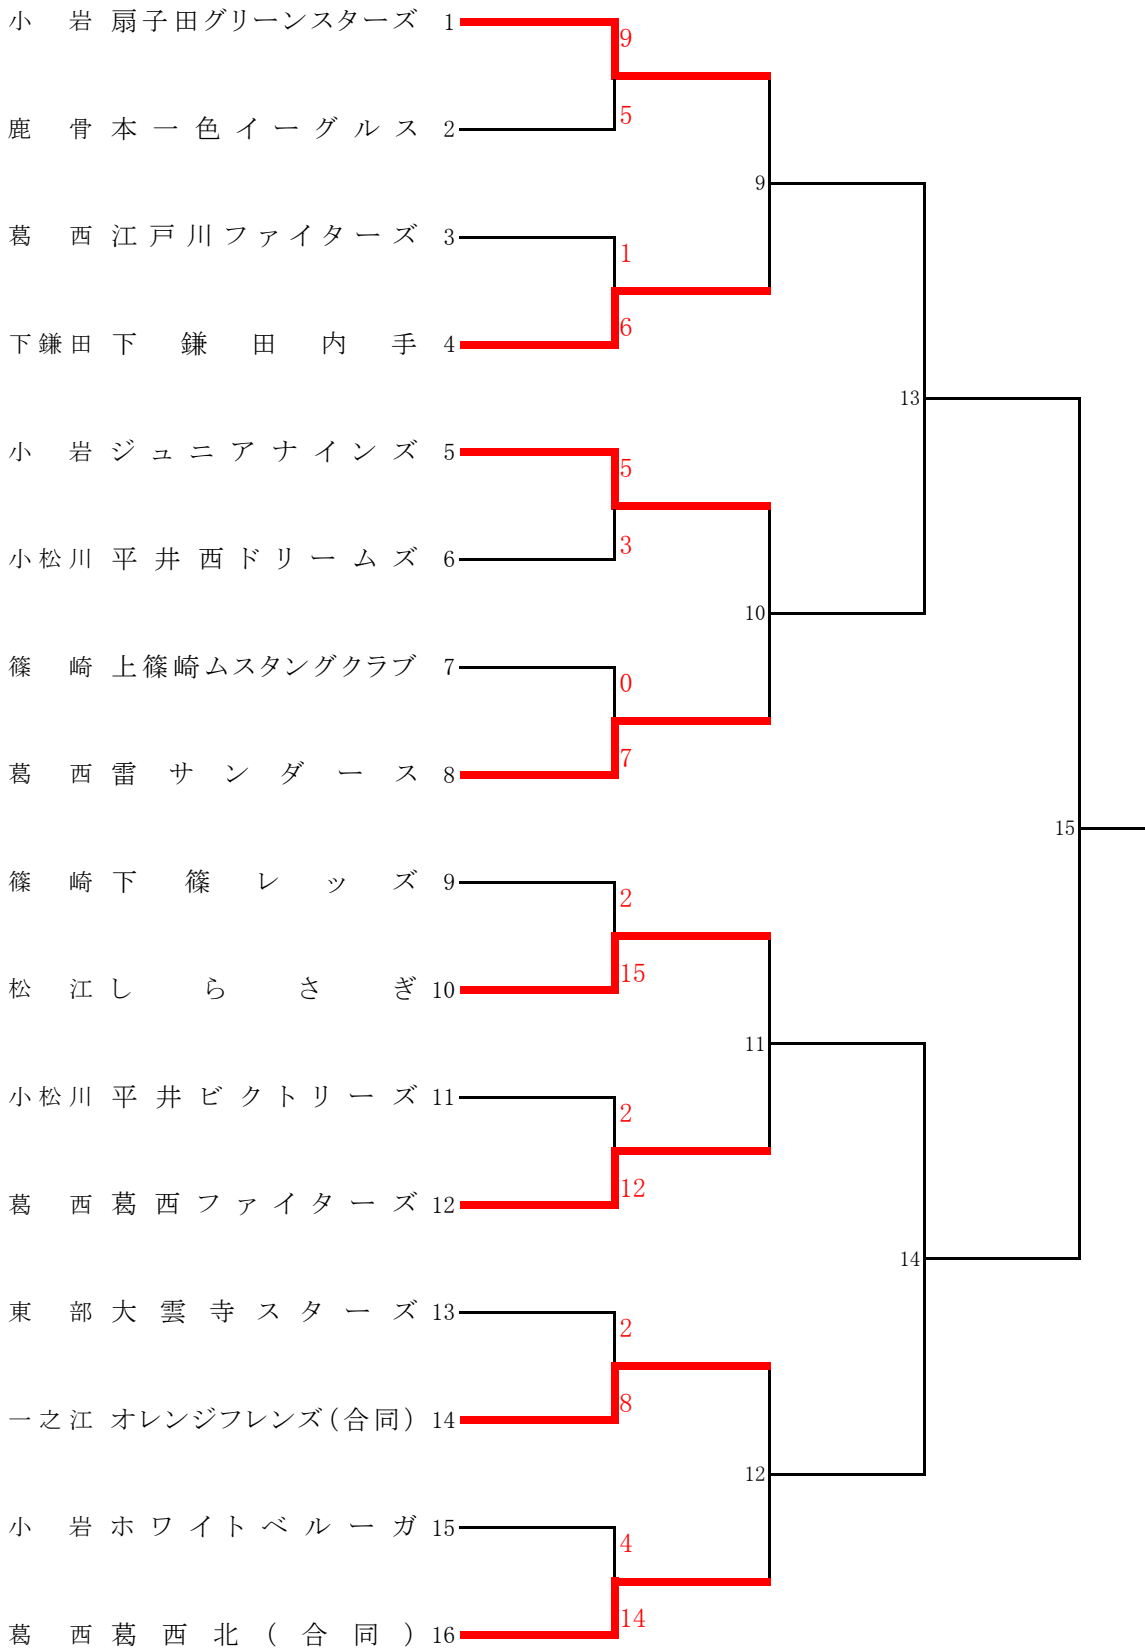 小 岩 扇子田グリーンスターズ 1
9
5
鹿 骨 本一色イーグルス 2
9
葛 西 江戸川ファイターズ 3
1
6
下鎌田 下鎌田内手 4
13
小 岩 ジュニアナインズ 5
5
3
小松川 平井西ドリームズ 6
10
篠 崎 上篠崎ムスタングクラブ 7
0
7
葛 西 雷サンダース 8
15
篠 崎 下篠レッズ 9
2
15
松 江 しらさぎ 10
11
小松川 平井ビクトリーズ 11
2
12
葛 西 葛西ファイターズ 12
14
東 部 大雲寺スターズ 13
2
8
一之江 オレンジフレンズ(合同) 14
12
小 岩 ホワイトベルーガ 15
4
14
葛 西 葛西北(合同) 16